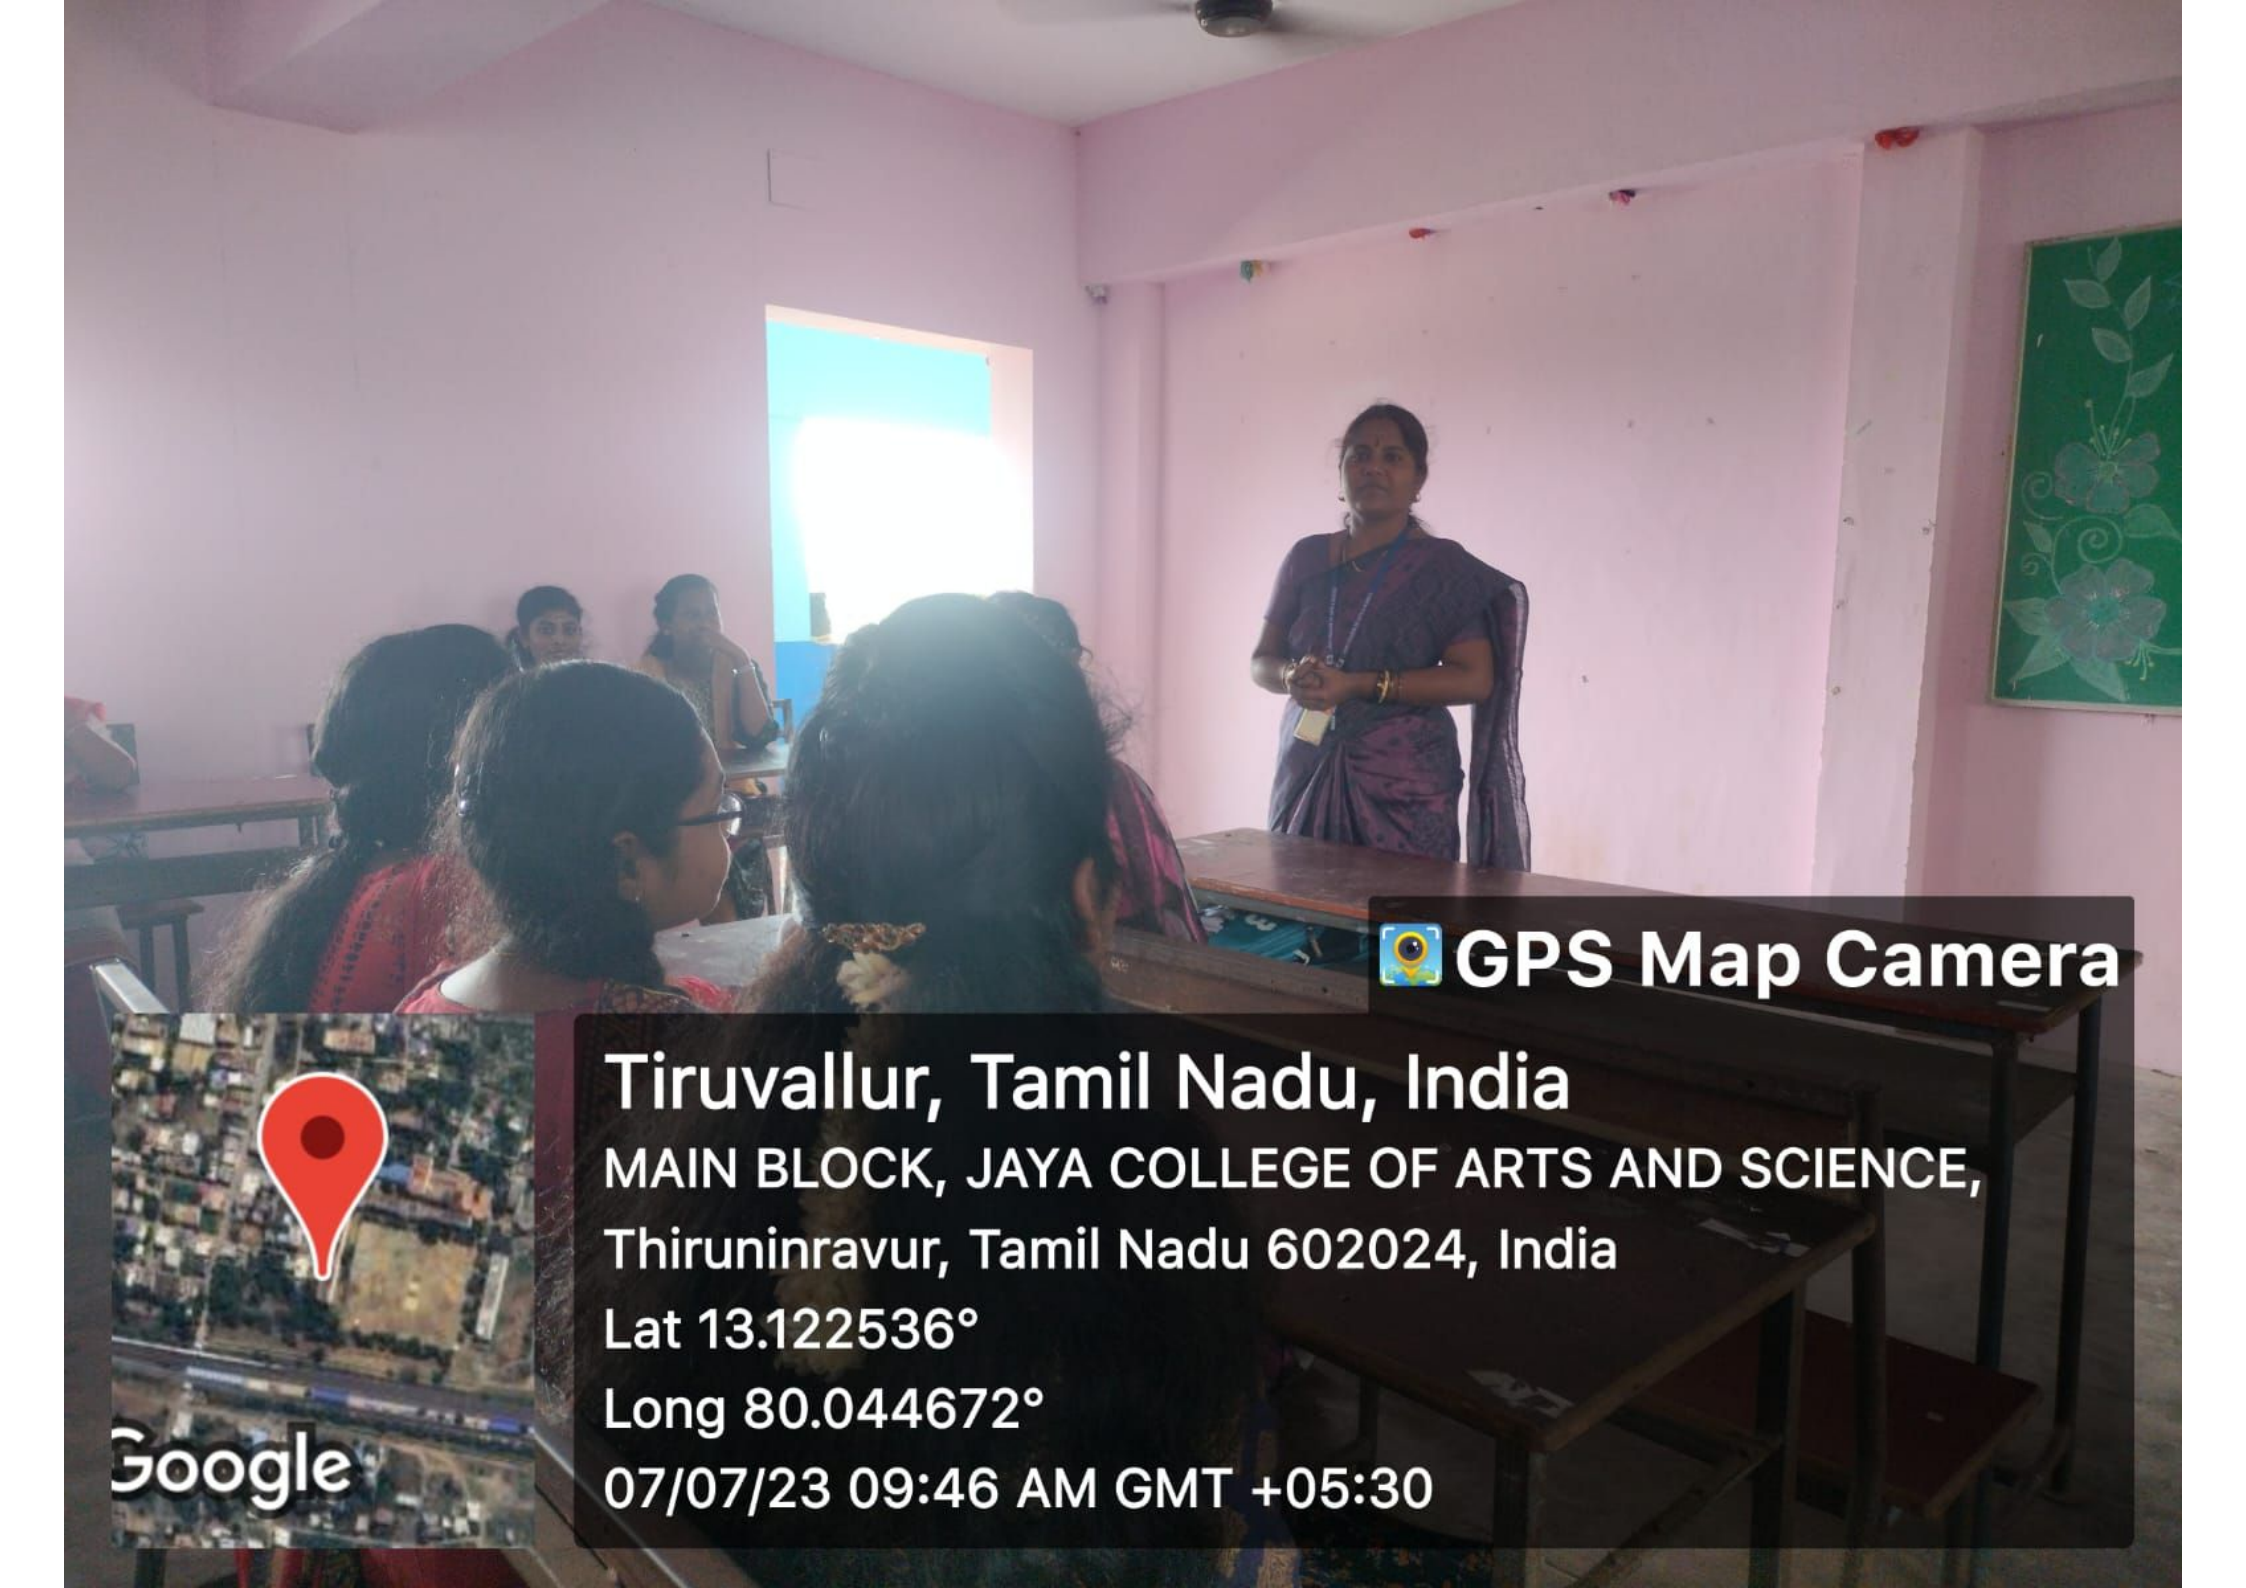 GPS Map Camera
Tiruvallur, Tamil Nadu, India
MAIN BLOCK, JAYA COLLEGE OF ARTS AND SCIENCE,
Thiruninravur, Tamil Nadu 602024, India
Lat 13.122536°
Long 80.044672°
07/07/23 09:46 AM GMT +05:30
Google